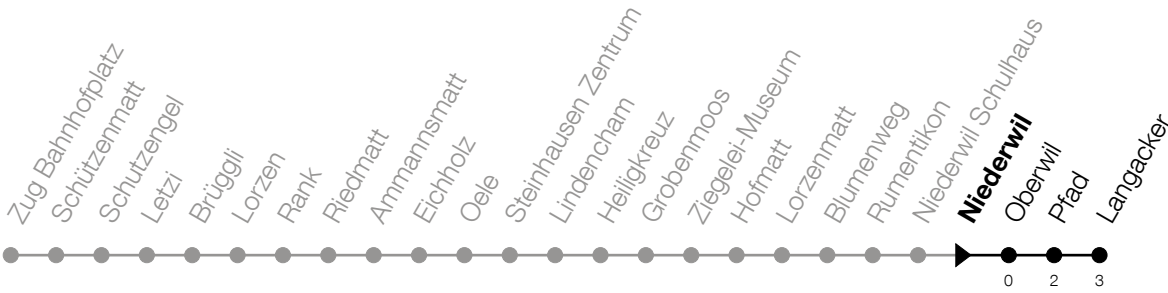 Zug Bahnhofplatz
Schützenmatt
Schutzengel
Letzi
Brüggli
Lorzen
Rank
Riedmatt
Ammannsmatt
Eichholz
Oele
Steinhausen Zentrum
Lindencham
Heiligkreuz
Grobenmoos
Ziegelei-Museum
Hofmatt
Lorzenmatt
Blumenweg
Rumentikon
Niederwil Schulhaus
Niederwil
Oberwil
Pfad
Langacker
0 2 3